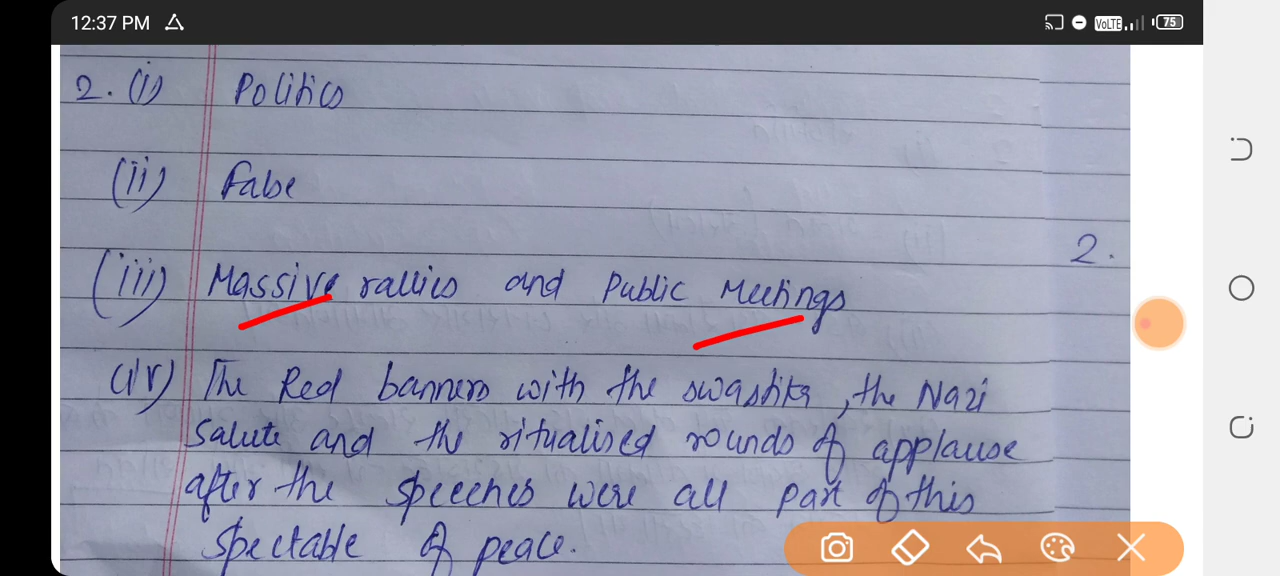 12:37 PM
VoLTE
75
2. (i) Politics
(ii) False
2.
(iii) Massive rallies and Public Meetings
(iv) The Red banners with the swastika, the Nazi
Salute and the ritualised rounds of applause
after the speeches were all part of this
Spectable of peace.